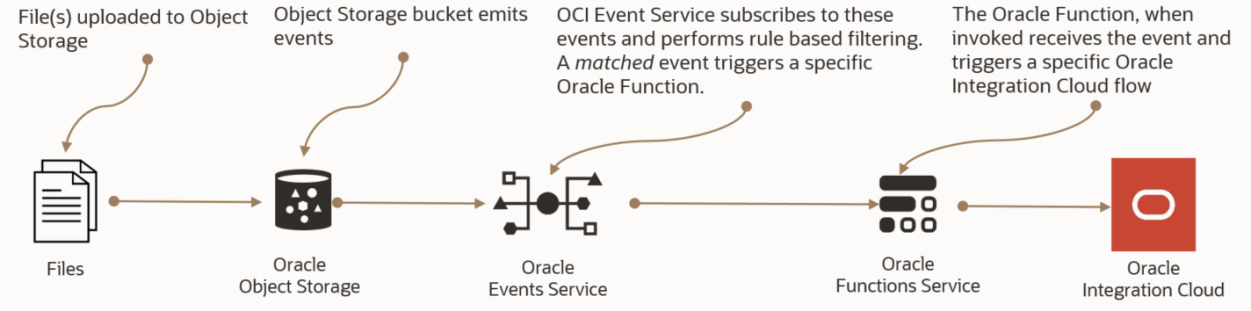 File(s) uploaded to Object
Storage
Object Storage bucket emits
events
OCI Event Service subscribes to these
events and performs rule based filtering.
A matched event triggers a specific
Oracle Function.
The Oracle Function, when
invoked receives the event and
triggers a specific Oracle
Integration Cloud flow
Files
Oracle
Object Storage
Oracle
Events Service
Oracle
Functions Service
Oracle
Integration Cloud